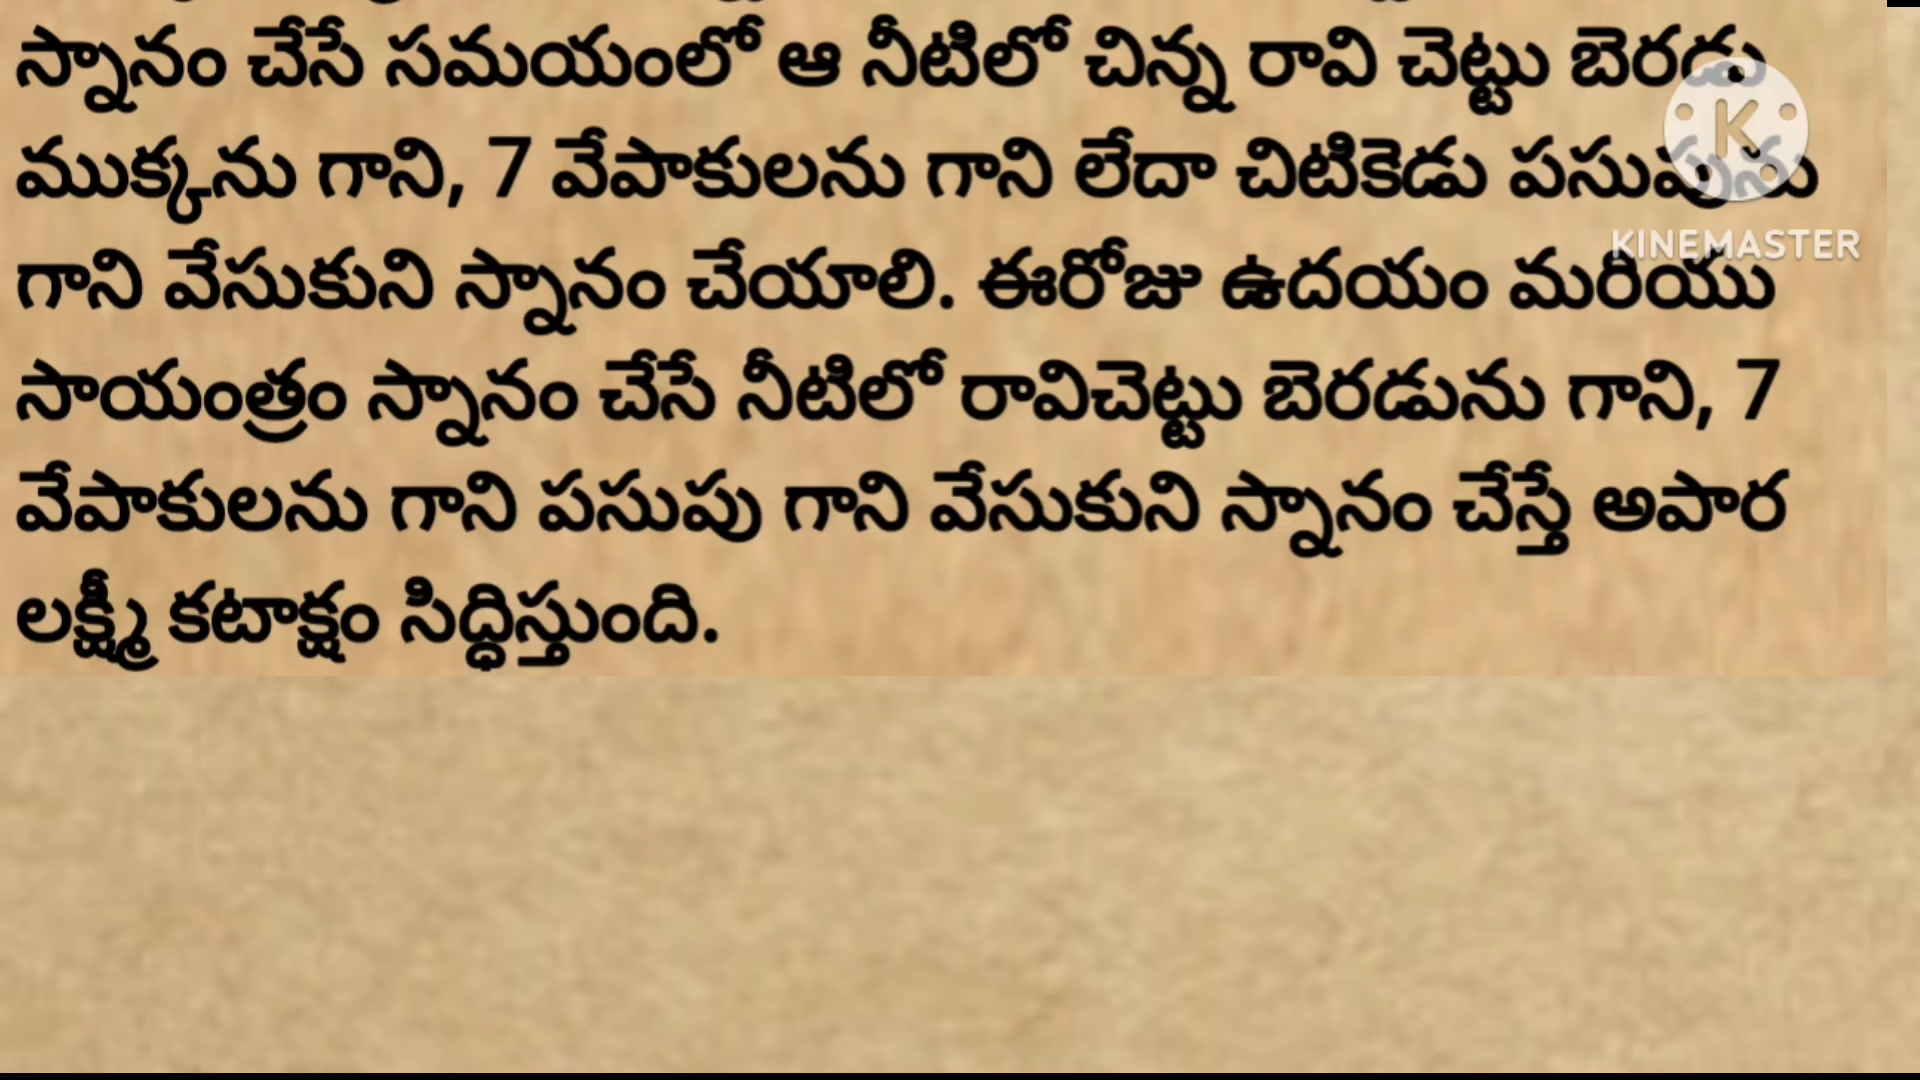 స్నానం చేసే సమయంలో ఆ నీటిలో చిన్న రావి చెట్టు బెరడు
ముక్కను గాని, 7 వేపాకులను గాని లేదా చిటికెడు పసుపును
గాని వేసుకుని స్నానం చేయాలి. ఈరోజు ఉదయం మరియు
సాయంత్రం స్నానం చేసే నీటిలో రావిచెట్టు బెరడును గాని, 7
వేపాకులను గాని పసుపు గాని వేసుకుని స్నానం చేస్తే అపార
లక్ష్మీ కటాక్షం సిద్ధిస్తుంది.
K
KINEMASTER